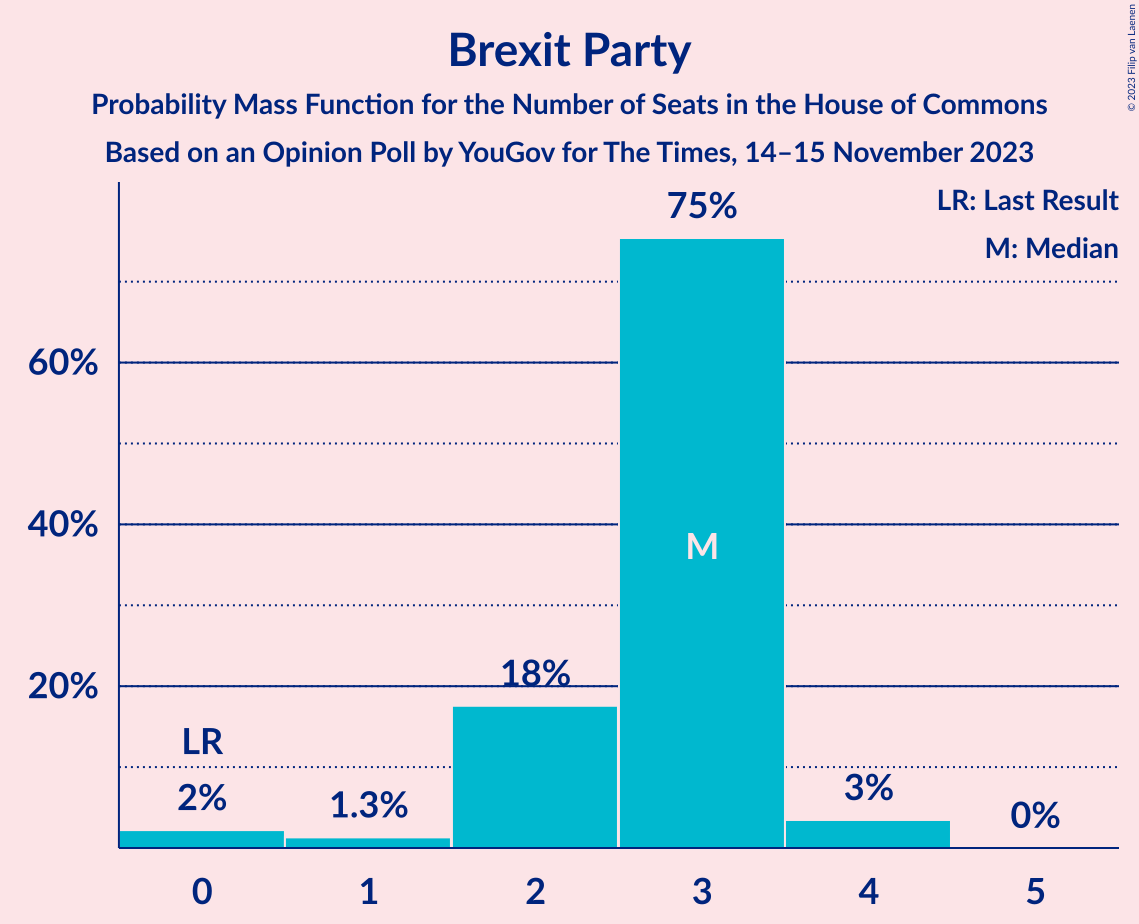 Brexit Party
Probability Mass Function for the Number of Seats in the House of Commons
Based on an Opinion Poll by YouGov for The Times, 14–15 November 2023
© 2023 Filip van Laenen
LR: Last Result
M: Median
75%
60%
40%
M
20%
18%
LR
2%
1.3%
3%
0%
0 1 2 3 4 5